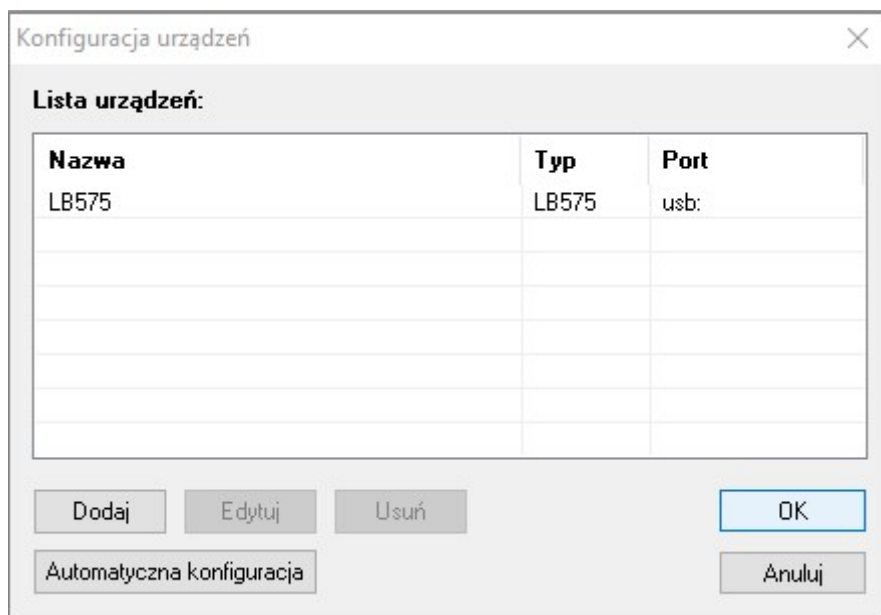 Konfiguracja urządzeń
Lista urządzeń:
Nazwa Typ Port
LB575 LB575 usb:
Dodaj Edytuj Usuń OK
Automatyczna konfiguracja Anuluj